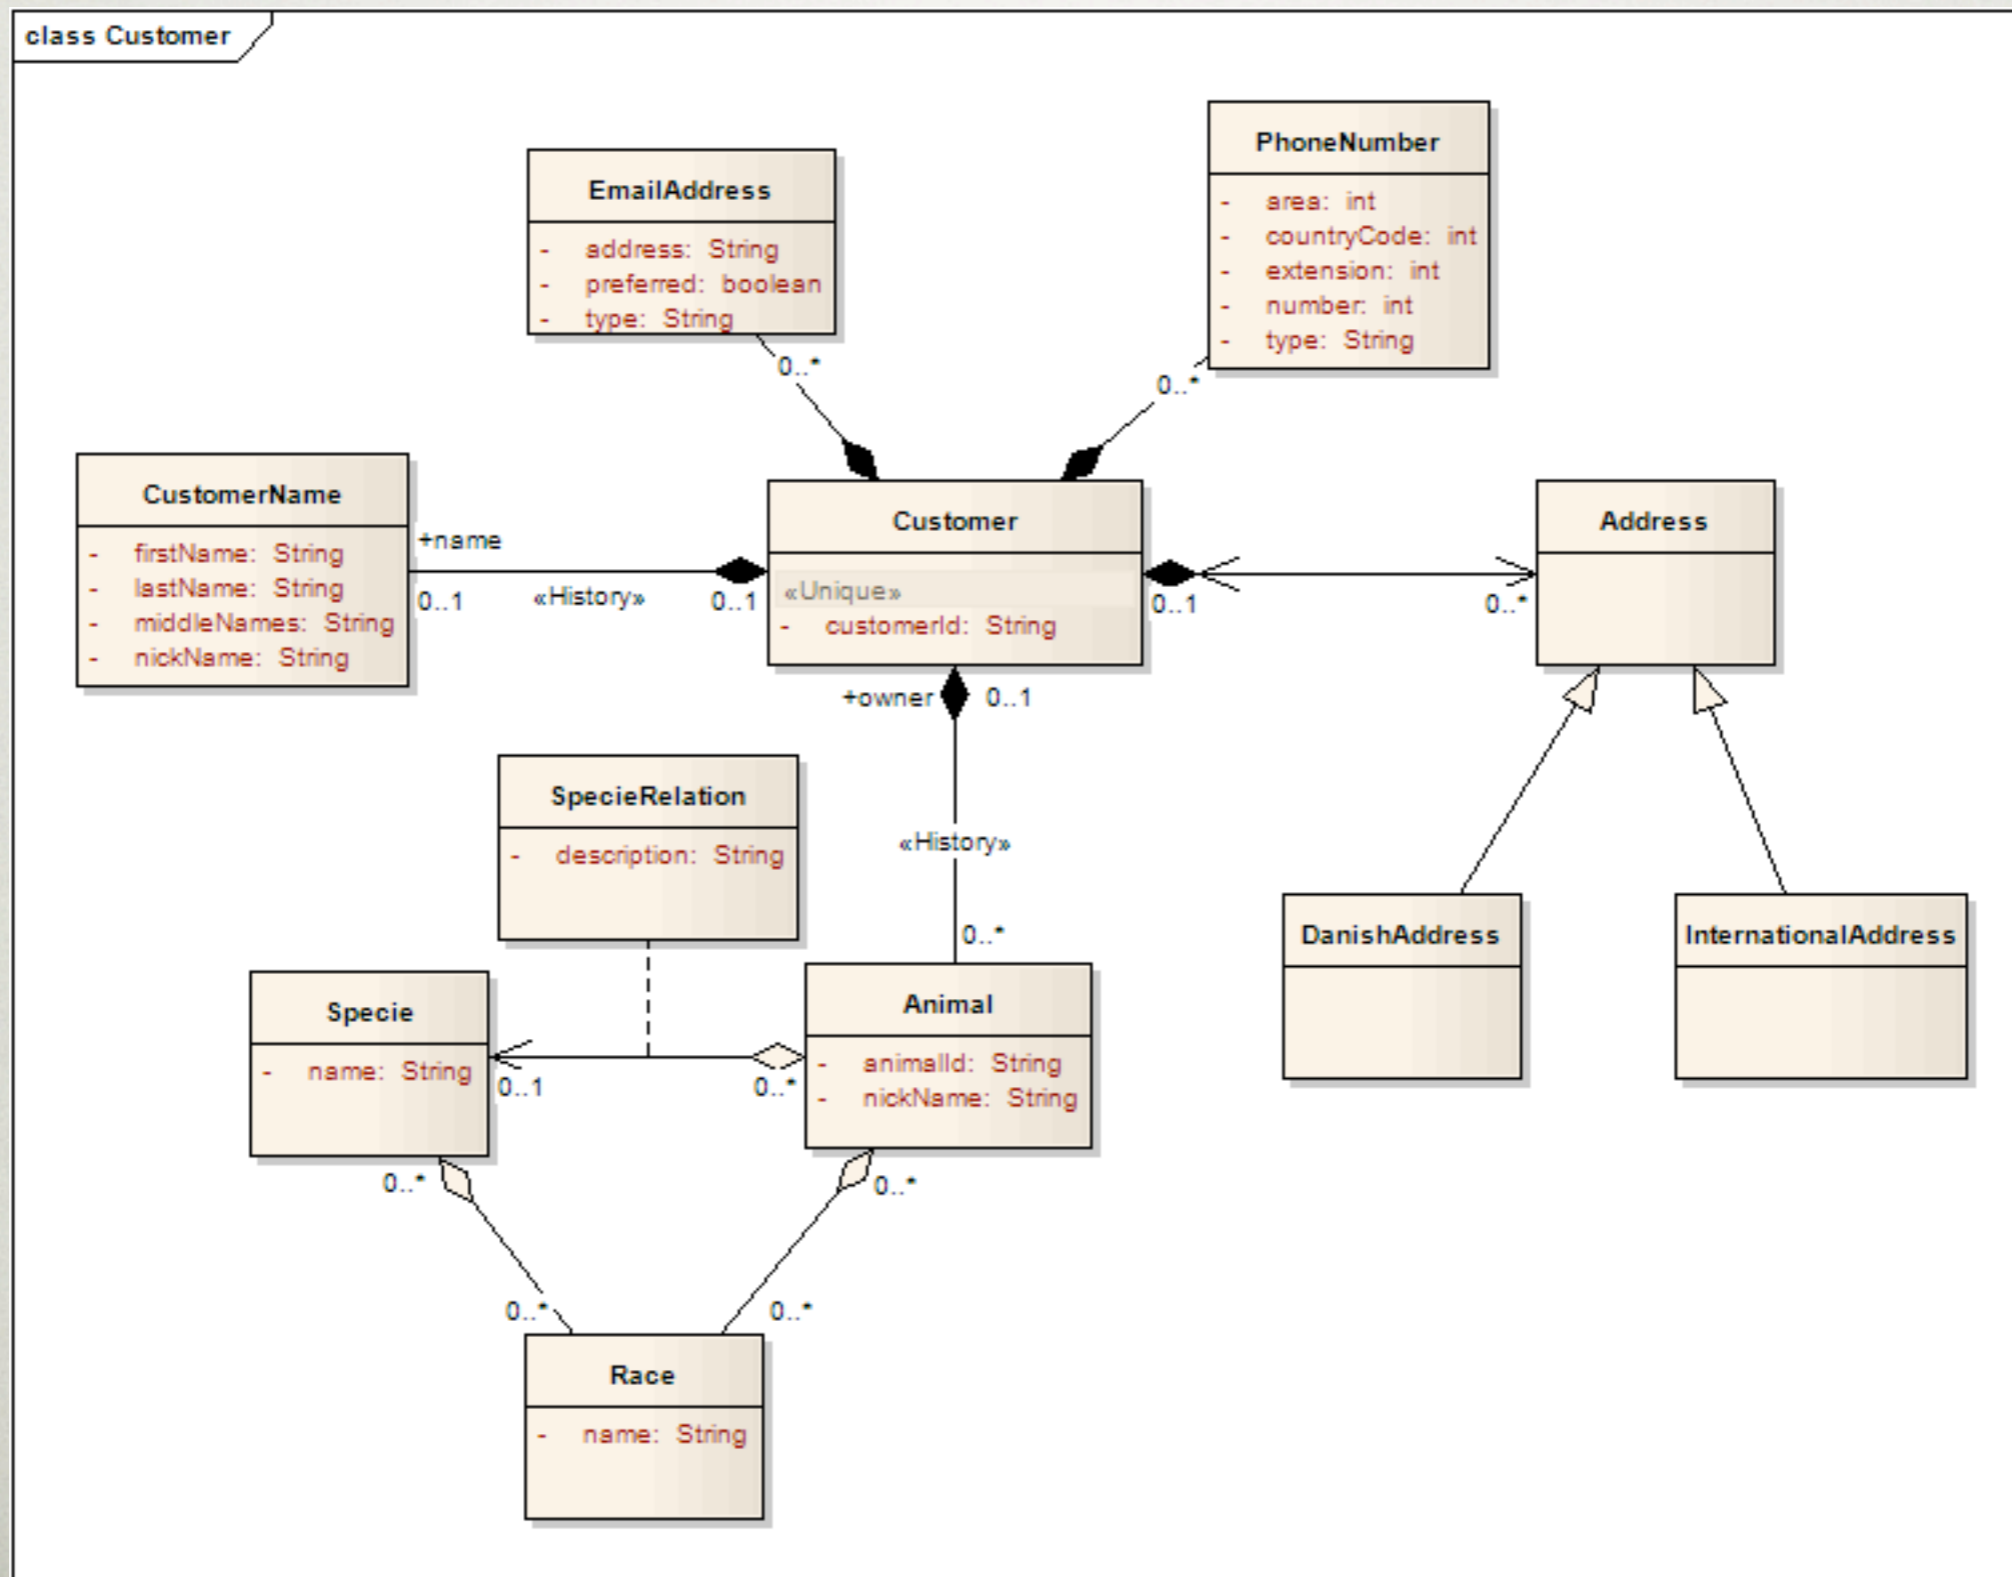 class Customer
PhoneNumber
- area: int
- countryCode: int
- extension: int
- number: int
- type: String
EmailAddress
- address: String
- preferred: boolean
- type: String
0..*
0..*
CustomerName
- firstName: String
- lastName: String
- middleNames: String
- nickName: String
+name
0..1
«History»
0..1
Customer
«Unique»
- customerId: String
0..1
0..*
Address
+owner
0..1
«History»
0..*
SpecieRelation
- description: String
DanishAddress
InternationalAddress
Specie
- name: String
0..1
0..*
Animal
- animalId: String
- nickName: String
0..*
0..*
0..*
0..*
Race
- name: String